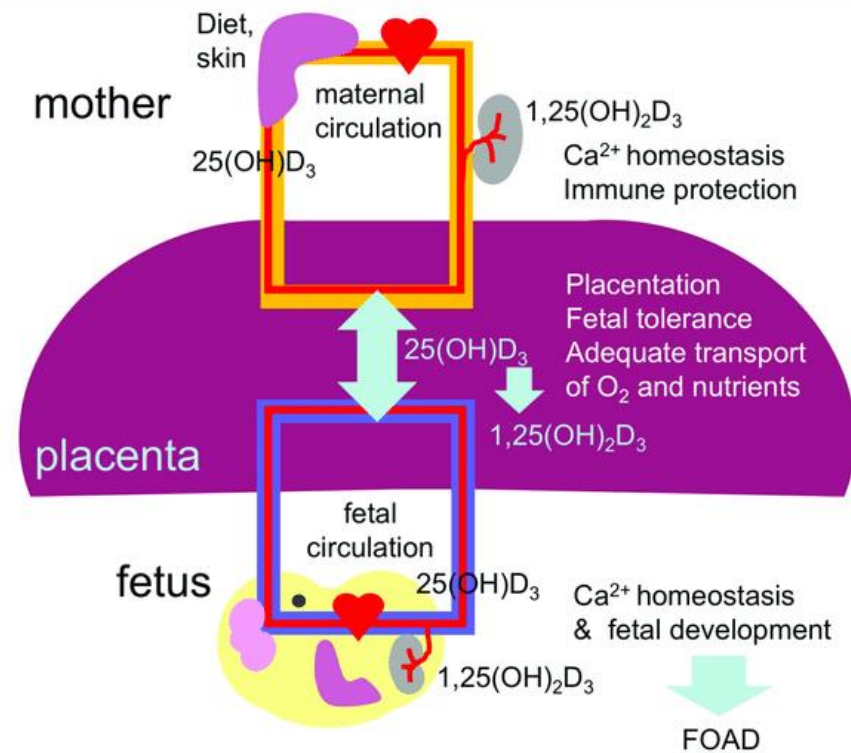 Diet,
skin
mother
maternal
circulation
1,25(OH)₂D₃
25(OH)D₃
Ca²⁺ homeostasis
Immune protection
Placentation
Fetal tolerance
Adequate transport
of O₂ and nutrients
25(OH)D₃
1,25(OH)₂D₃
placenta
fetal
circulation
fetus
25(OH)D₃
Ca²⁺ homeostasis
& fetal development
1,25(OH)₂D₃
FOAD